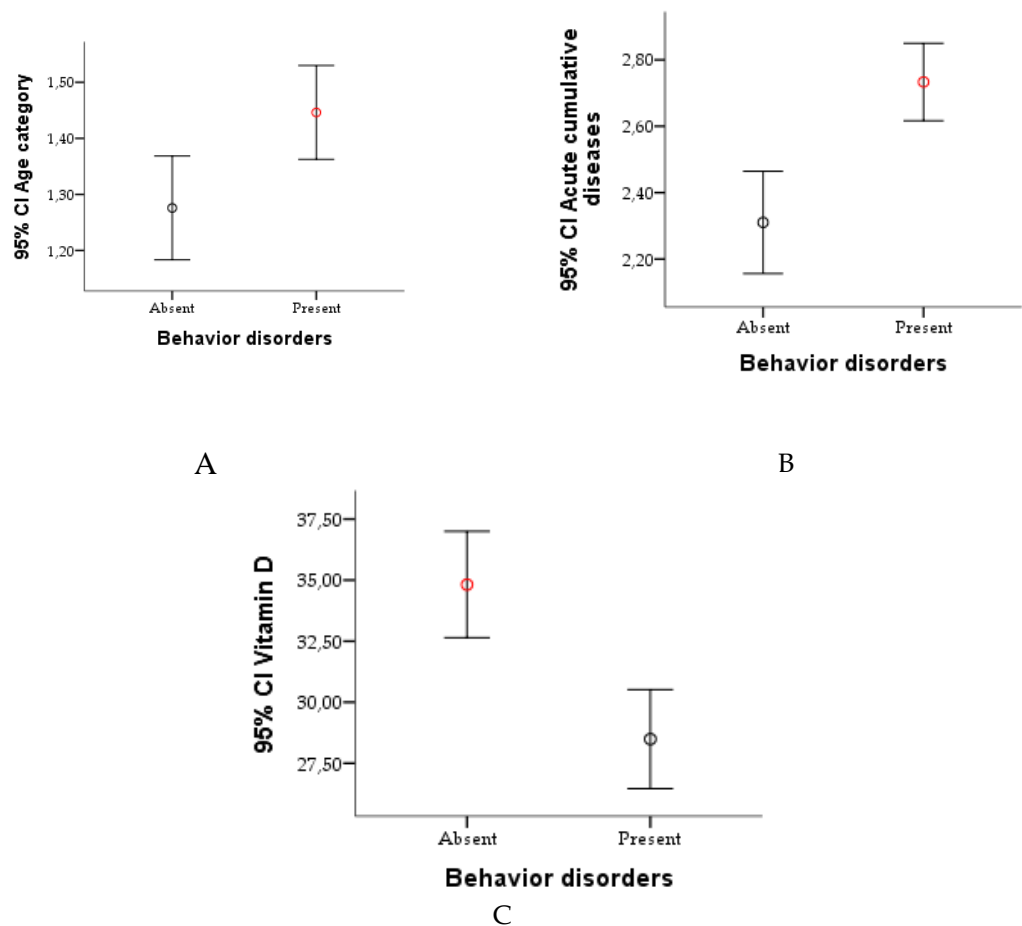 95% CI Age category
1,50
1,40
1,30
1,20
Absent Present
Behavior disorders
A
95% CI Acute cumulative
diseases
2,80
2,60
2,40
2,20
Absent Present
Behavior disorders
B
95% CI Vitamin D
37,50
35,00
32,50
30,00
27,50
Absent Present
Behavior disorders
C